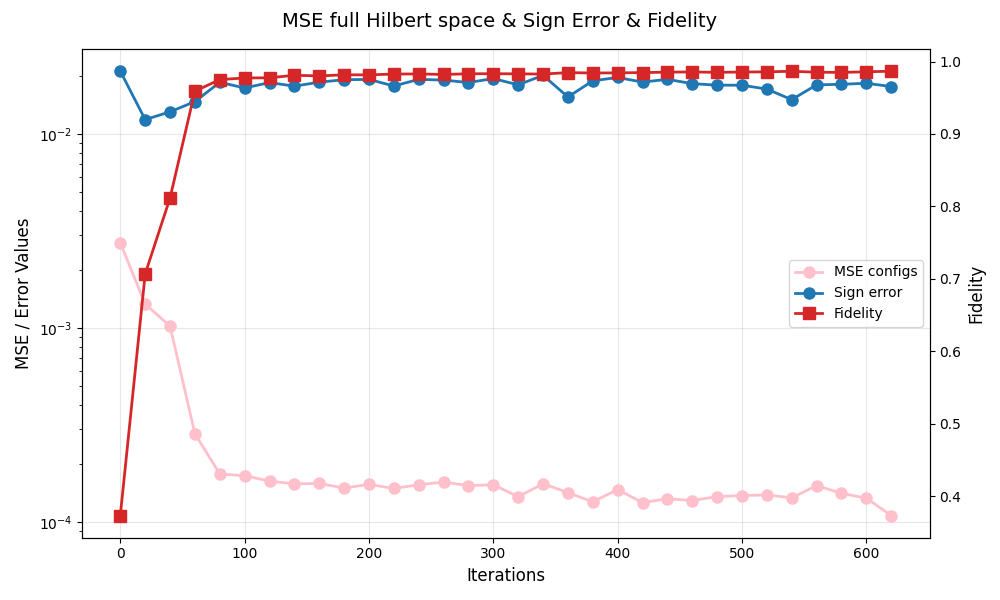 MSE full Hilbert space & Sign Error & Fidelity
MSE / Error Values
10⁻²
10⁻³
10⁻⁴
1.0
0.9
0.8
0.7
0.6
0.5
0.4
Fidelity
MSE configs
Sign error
Fidelity
0 100 200 300 400 500 600
Iterations